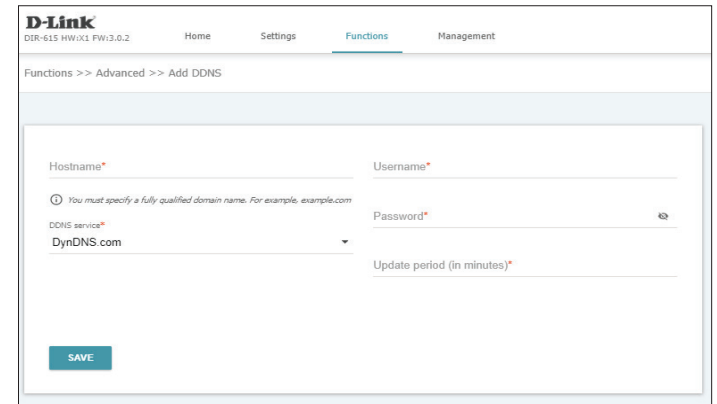 D-Link
DIR-615 HW:X1 FW:3.0.2
Home Settings Functions Management
Functions >> Advanced >> Add DDNS
Hostname*
Username*
You must specify a fully qualified domain name. For example, example.com
Password*
DDNS service*
DynDNS.com
Update period (in minutes)*
SAVE